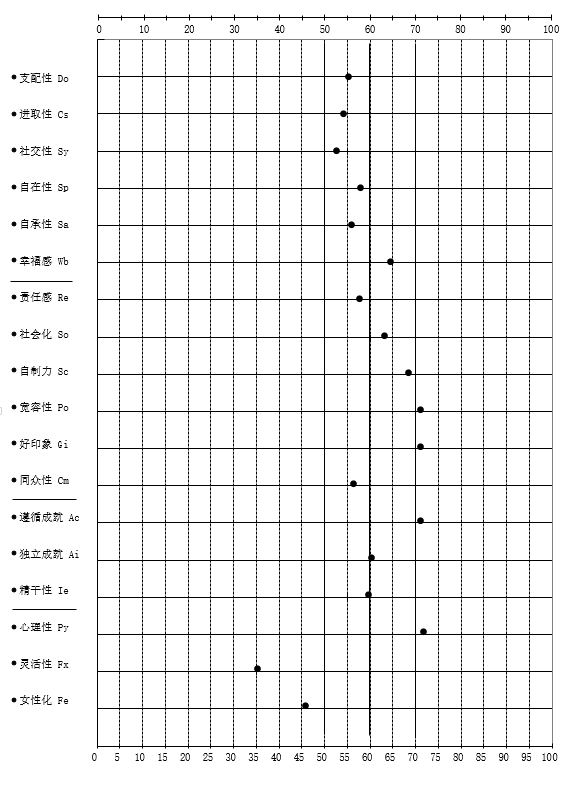 0 10 20 30 40 50 60 70 80 90 100
支配性 Do
进取性 Cs
社交性 Sy
自在性 Sp
自承性 Sa
幸福感 Wb
责任感 Re
社会化 So
自制力 Sc
宽容性 Po
好印象 Gi
同众性 Cm
遵循成就 Ac
独立成就 Ai
精干性 Ie
心理性 Py
灵活性 Fx
女性化 Fe
0 5 10 15 20 25 30 35 40 45 50 55 60 65 70 75 80 85 90 95 100